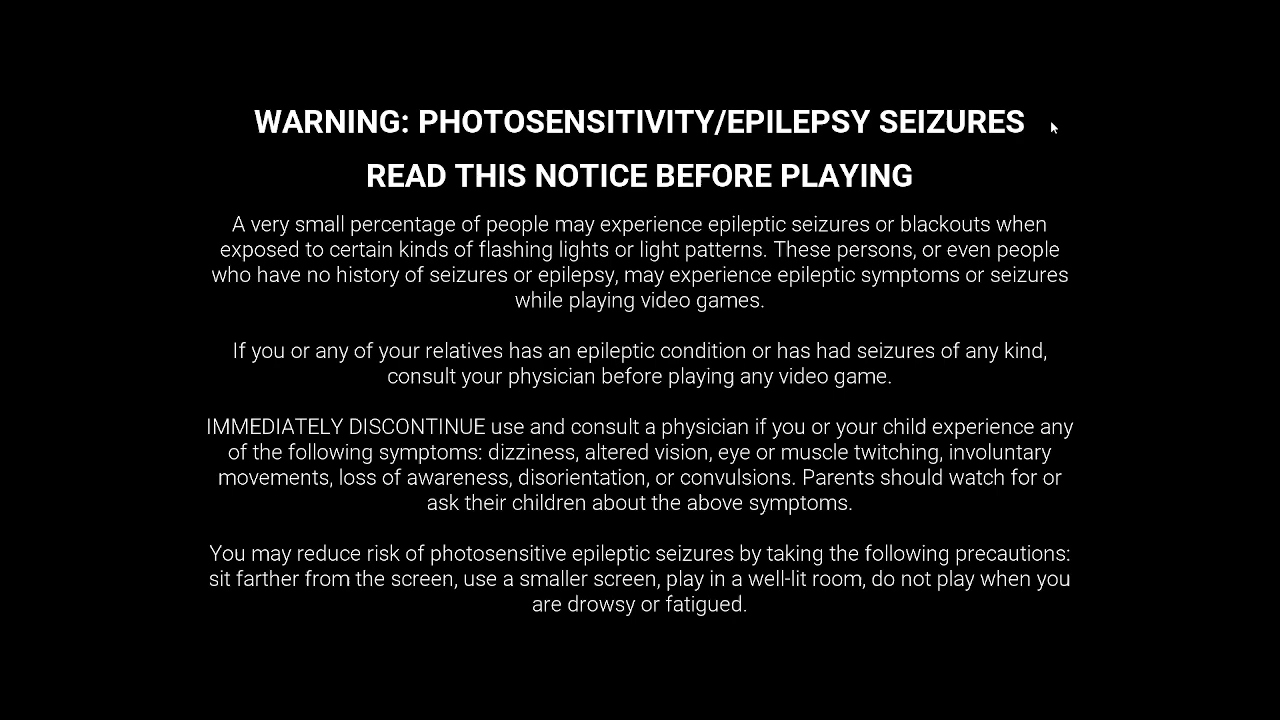 WARNING: PHOTOSENSITIVITY/EPILEPSY SEIZURES
READ THIS NOTICE BEFORE PLAYING
A very small percentage of people may experience epileptic seizures or blackouts when
exposed to certain kinds of flashing lights or light patterns. These persons, or even people
who have no history of seizures or epilepsy, may experience epileptic symptoms or seizures
while playing video games.
If you or any of your relatives has an epileptic condition or has had seizures of any kind,
consult your physician before playing any video game.
IMMEDIATELY DISCONTINUE use and consult a physician if you or your child experience any
of the following symptoms: dizziness, altered vision, eye or muscle twitching, involuntary
movements, loss of awareness, disorientation, or convulsions. Parents should watch for or
ask their children about the above symptoms.
You may reduce risk of photosensitive epileptic seizures by taking the following precautions:
sit farther from the screen, use a smaller screen, play in a well-lit room, do not play when you
are drowsy or fatigued.